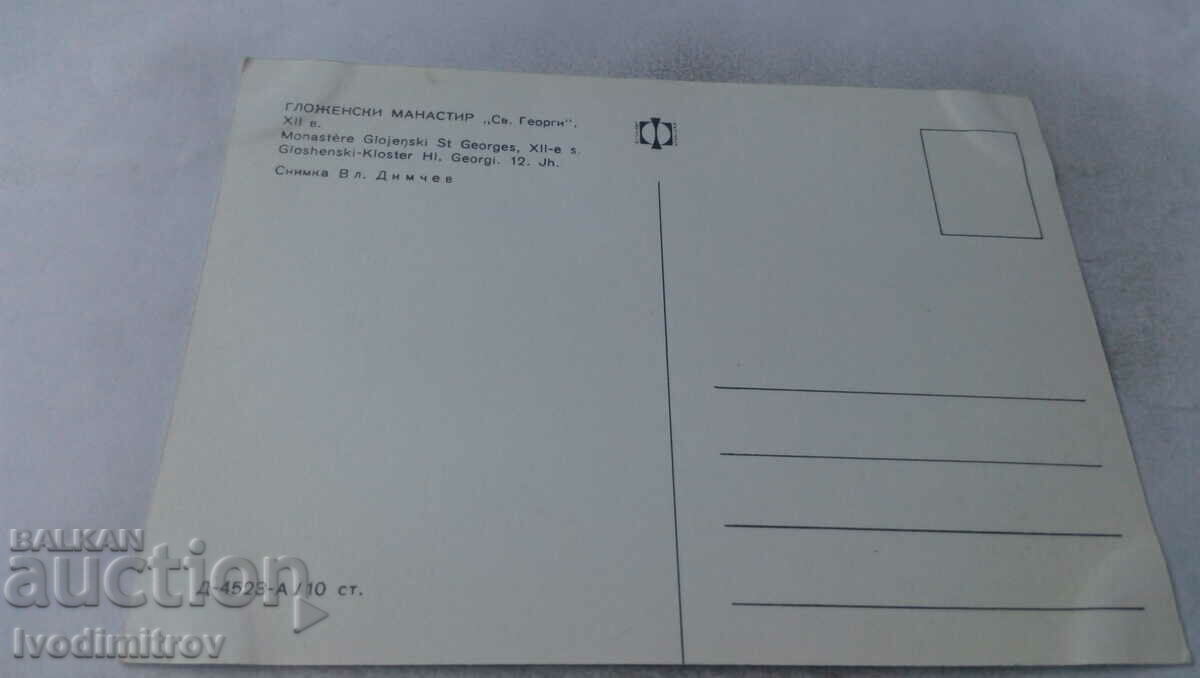 ГЛОЖЕНСКИ МАНАСТИР „Св. Георги“,
XII в.
Monastère Glojenski St Georges, XII-e s.
Gloshenski-Kloster Hl. Georgi. 12. Jh.
Снимка Вл. Димчев
Д-4523-А/10 ст.
BALKAN
auction
Ivodimitrov